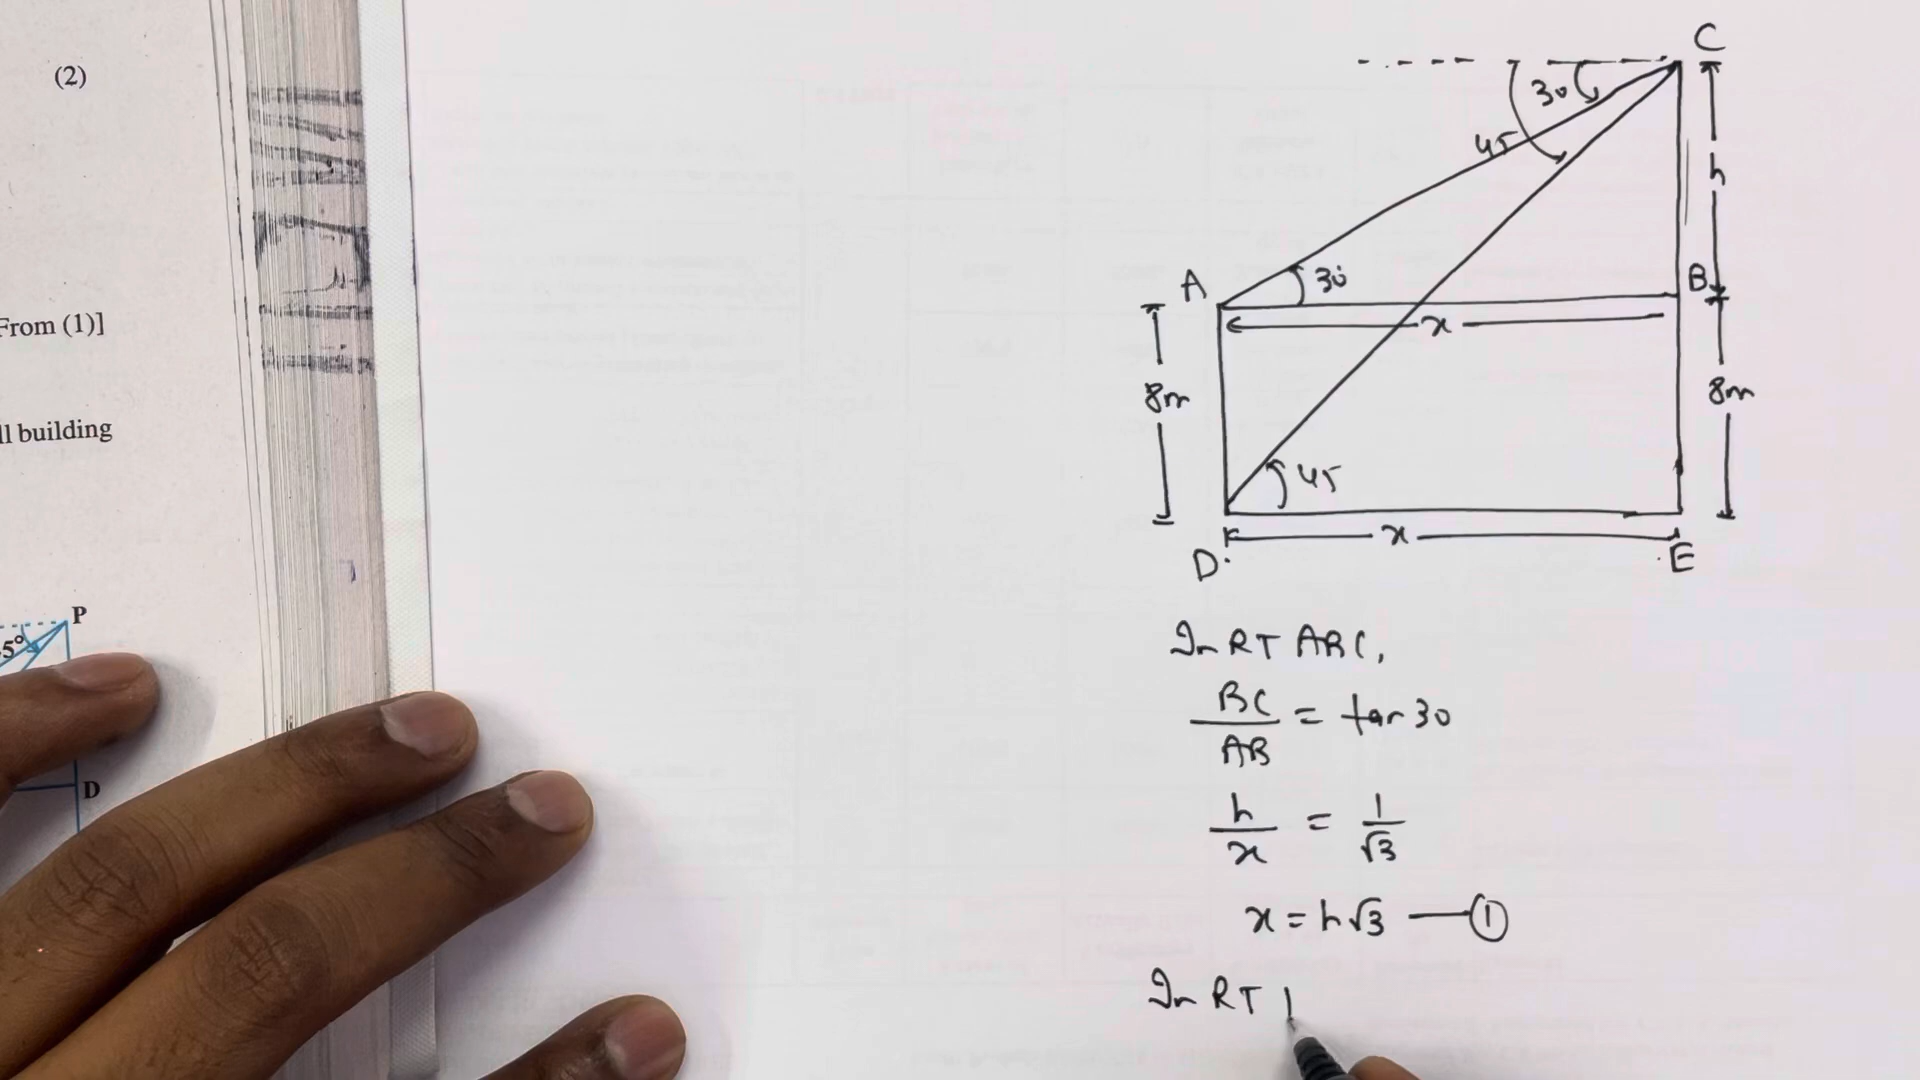 (2)
From (1)]
ll building
P
5°
D
C
30
45
h
A
30
B
x
8m
8m
45
x
D
E
In RT ABC,
BC
AB
= tan 30
h
x
=
1
√3
x = h√3 — ①
In RT